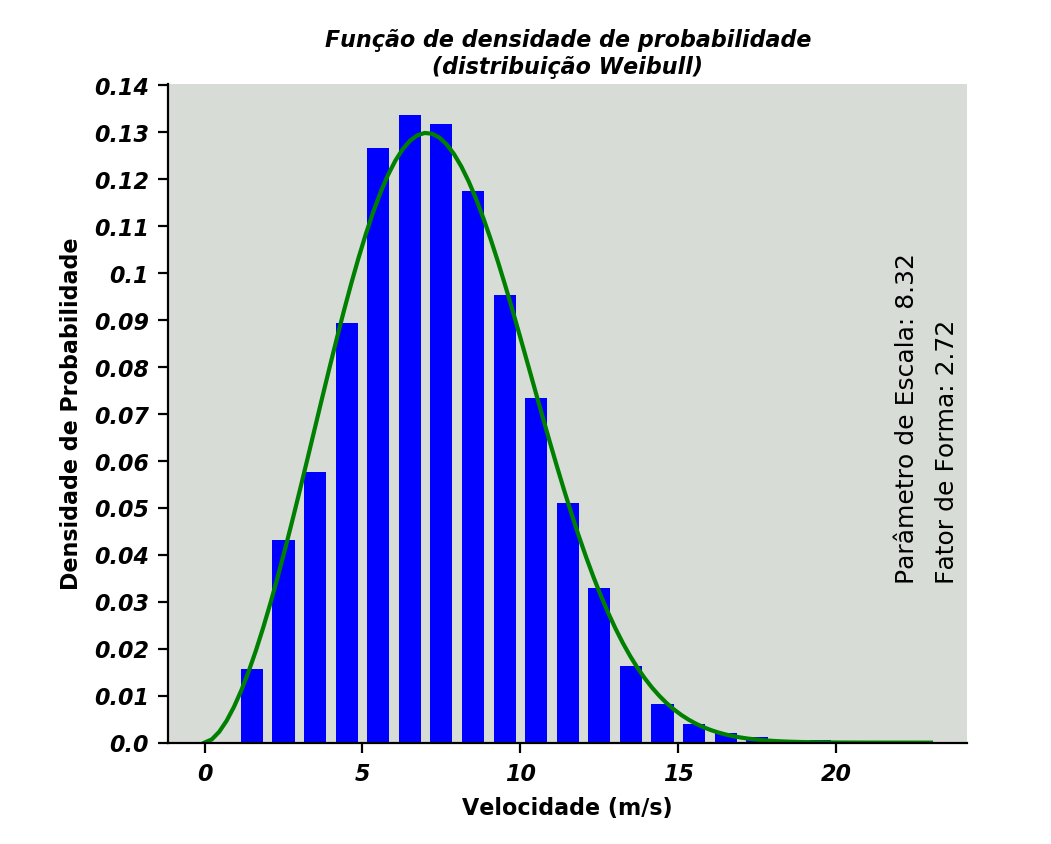 Função de densidade de probabilidade
(distribuição Weibull)
0.14
0.13
0.12
0.11
0.1
0.09
0.08
0.07
0.06
0.05
0.04
0.03
0.02
0.01
0.0
Densidade de Probabilidade
Parâmetro de Escala: 8.32
Fator de Forma: 2.72
0 5 10 15 20
Velocidade (m/s)